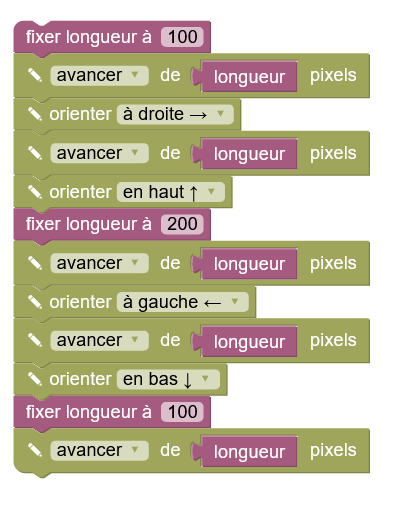 fixer longueur à 100
avancer ▼ de longueur pixels
orienter à droite → ▼
avancer ▼ de longueur pixels
orienter en haut ↑ ▼
fixer longueur à 200
avancer ▼ de longueur pixels
orienter à gauche ← ▼
avancer ▼ de longueur pixels
orienter en bas ↓ ▼
fixer longueur à 100
avancer ▼ de longueur pixels